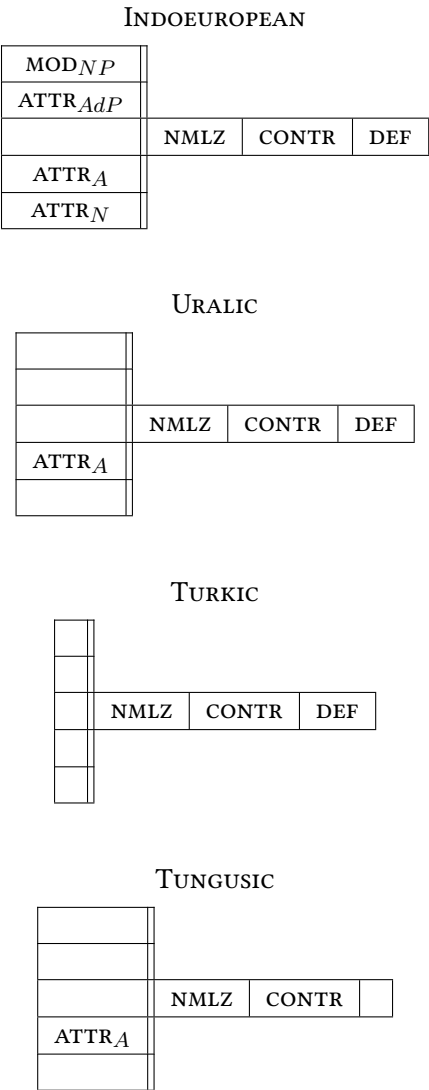 INDOEUROPEAN
MOD_NP
ATTR_AdP
NMLZ CONTR DEF
ATTR_A
ATTR_N
URALIC
NMLZ CONTR DEF
ATTR_A
TURKIC
NMLZ CONTR DEF
TUNGUSIC
NMLZ CONTR
ATTR_A